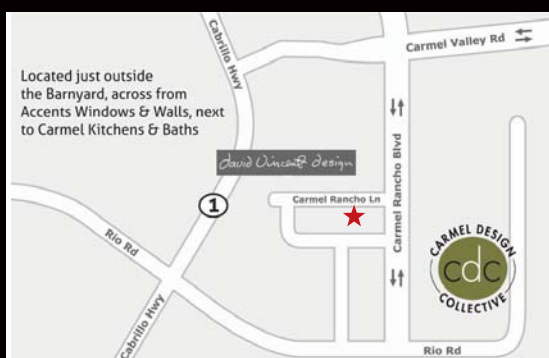 Cabrillo Hwy
Carmel Valley Rd
Located just outside
the Barnyard, across from
Accents Windows & Walls, next
to Carmel Kitchens & Baths
david Vincent design
Carmel Rancho Blvd
Carmel Rancho Ln
1
Rio Rd
CARMEL DESIGN
cdc
COLLECTIVE
Cabrillo Hwy
Rio Rd